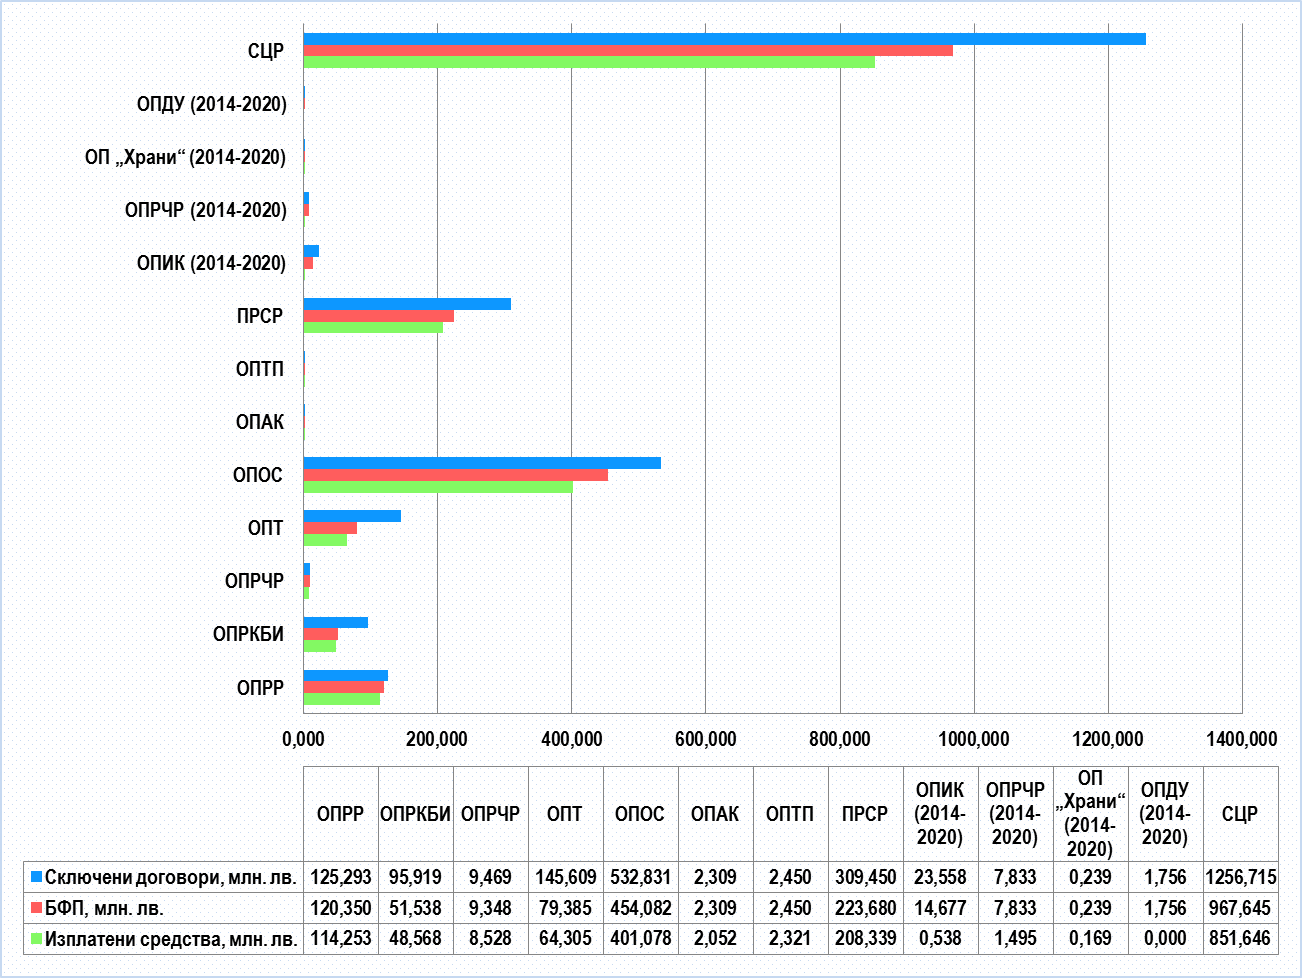 СЦР
ОПДУ (2014-2020)
ОП „Храни“ (2014-2020)
ОПРЧР (2014-2020)
ОПИК (2014-2020)
ПРСР
ОПТП
ОПАК
ОПОС
ОПТ
ОПРЧР
ОПРКБИ
ОПРР
0,000 200,000 400,000 600,000 800,000 1000,000 1200,000 1400,000
ОПРР ОПРКБИ ОПРЧР ОПТ ОПОС ОПАК ОПТП ПРСР ОПИК (2014-2020) ОПРЧР (2014-2020) ОП „Храни“ (2014-2020) ОПДУ (2014-2020) СЦР
Сключени договори, млн. лв. 125,293 95,919 9,469 145,609 532,831 2,309 2,450 309,450 23,558 7,833 0,239 1,756 1256,715
БФП, млн. лв. 120,350 51,538 9,348 79,385 454,082 2,309 2,450 223,680 14,677 7,833 0,239 1,756 967,645
Изплатени средства, млн. лв. 114,253 48,568 8,528 64,305 401,078 2,052 2,321 208,339 0,538 1,495 0,169 0,000 851,646